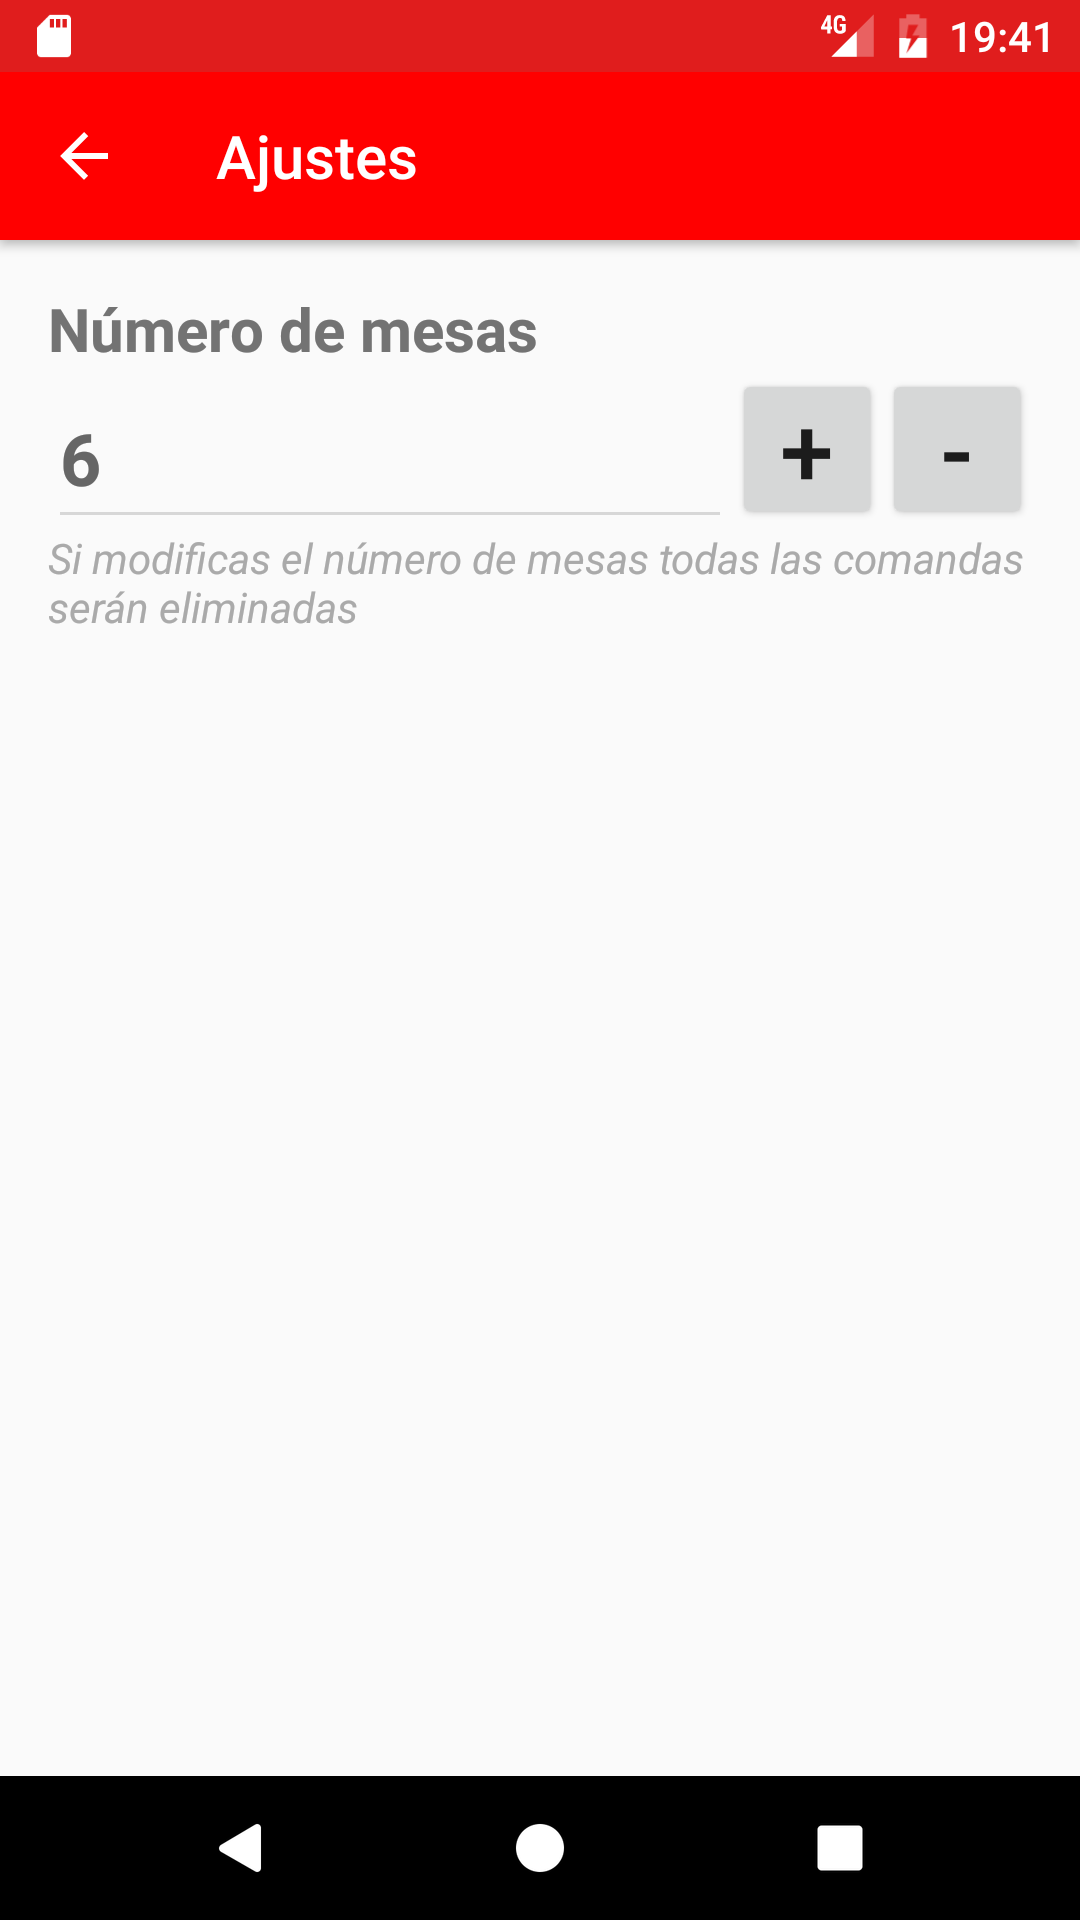 4G 19:41
Ajustes
Número de mesas
6 + -
Si modificas el número de mesas todas las comandas
serán eliminadas